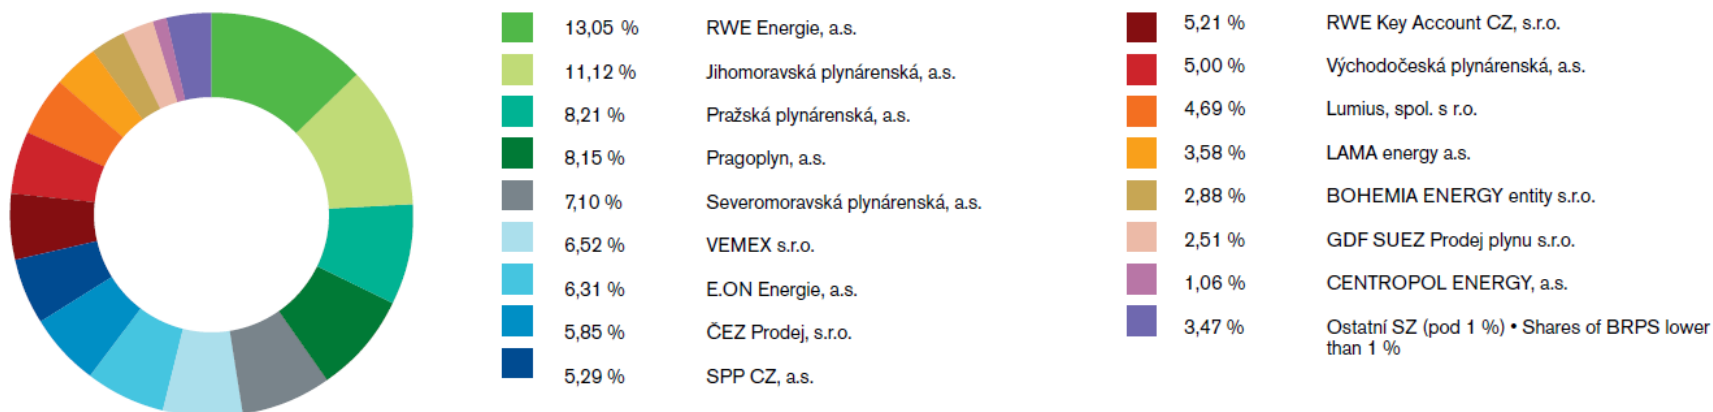 13,05 % RWE Energie, a.s.
11,12 % Jihomoravská plynárenská, a.s.
8,21 % Pražská plynárenská, a.s.
8,15 % Pragoplyn, a.s.
7,10 % Severomoravská plynárenská, a.s.
6,52 % VEMEX s.r.o.
6,31 % E.ON Energie, a.s.
5,85 % ČEZ Prodej, s.r.o.
5,29 % SPP CZ, a.s.
5,21 % RWE Key Account CZ, s.r.o.
5,00 % Východočeská plynárenská, a.s.
4,69 % Lumius, spol. s r.o.
3,58 % LAMA energy a.s.
2,88 % BOHEMIA ENERGY entity s.r.o.
2,51 % GDF SUEZ Prodej plynu s.r.o.
1,06 % CENTROPOL ENERGY, a.s.
3,47 % Ostatní SZ (pod 1 %) • Shares of BRPS lower
than 1 %